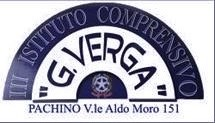 III ISTITUTO COMPRENSIVO
"G.VERGA"
PACHINO V.le Aldo Moro 151